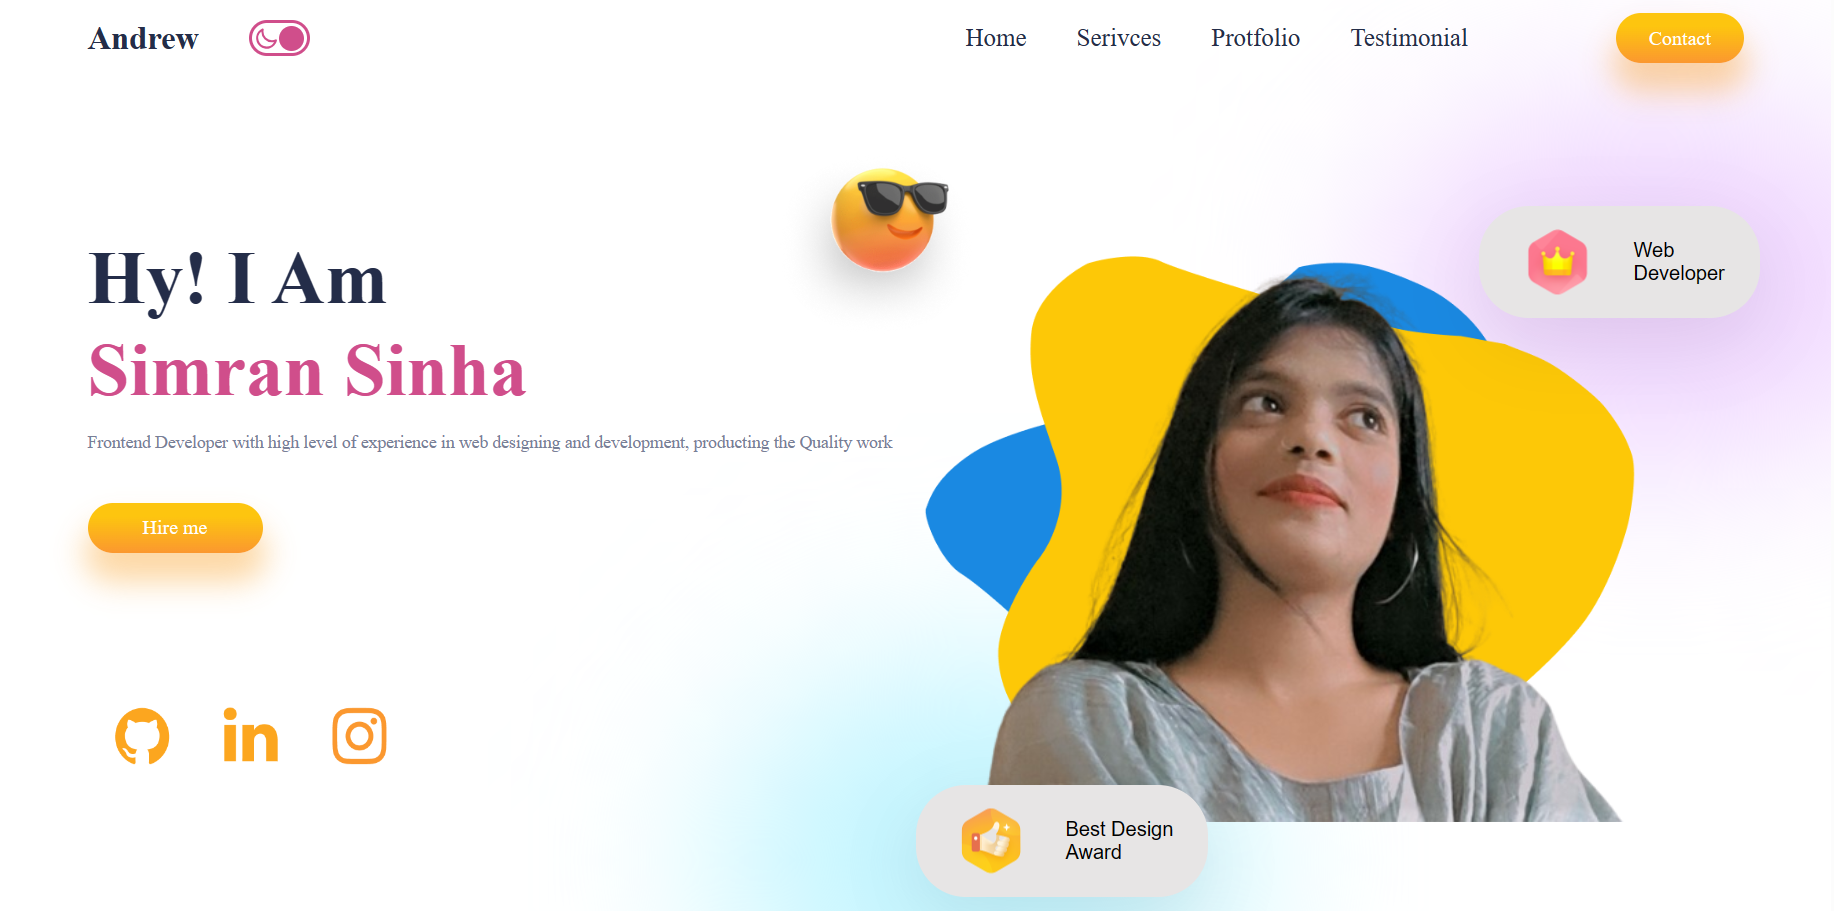 Andrew
Home Serivces Protfolio Testimonial
Contact
Web
Developer
Hy! I Am
Simran Sinha
Frontend Developer with high level of experience in web designing and development, producting the Quality work
Hire me
in
Best Design
Award